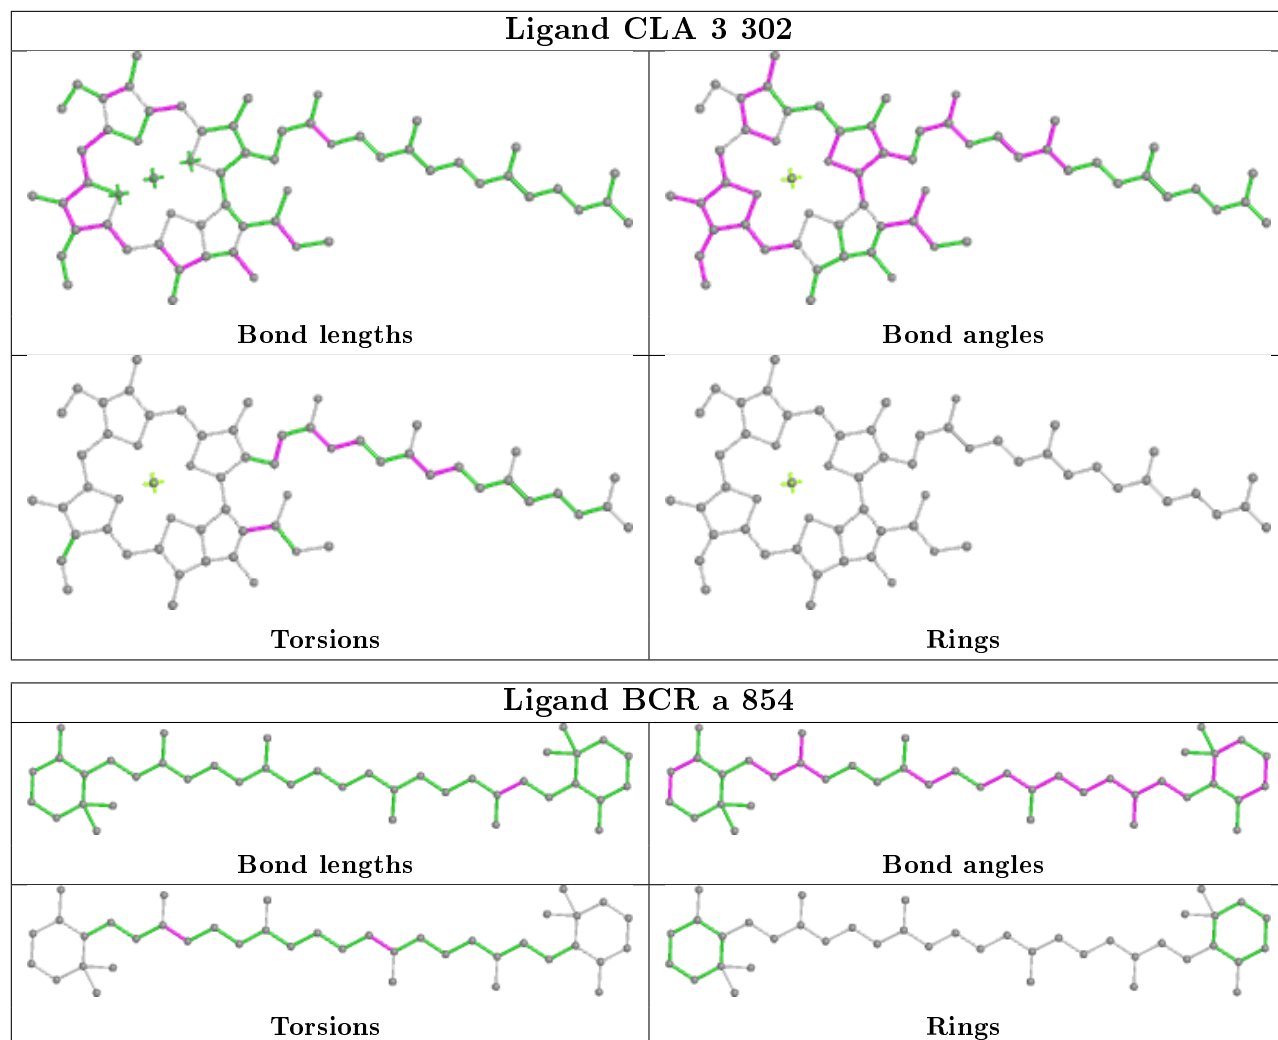 Ligand CLA 3 302
Bond lengths
Bond angles
Torsions
Rings
Ligand BCR a 854
Bond lengths
Bond angles
Torsions
Rings